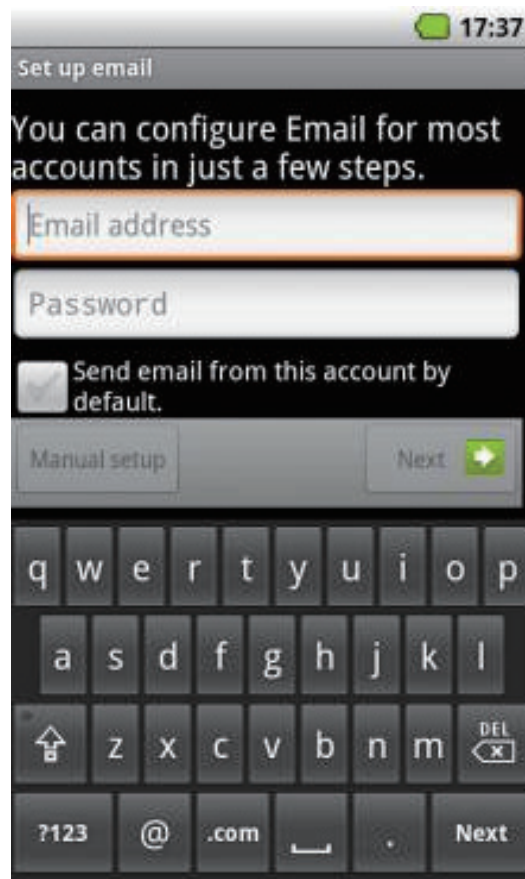 17:37
Set up email
You can configure Email for most
accounts in just a few steps.
Email address
Password
Send email from this account by
default.
Manual setup Next
q w e r t y u i o p
a s d f g h j k l
z x c v b n m DEL
?123 @ .com . Next